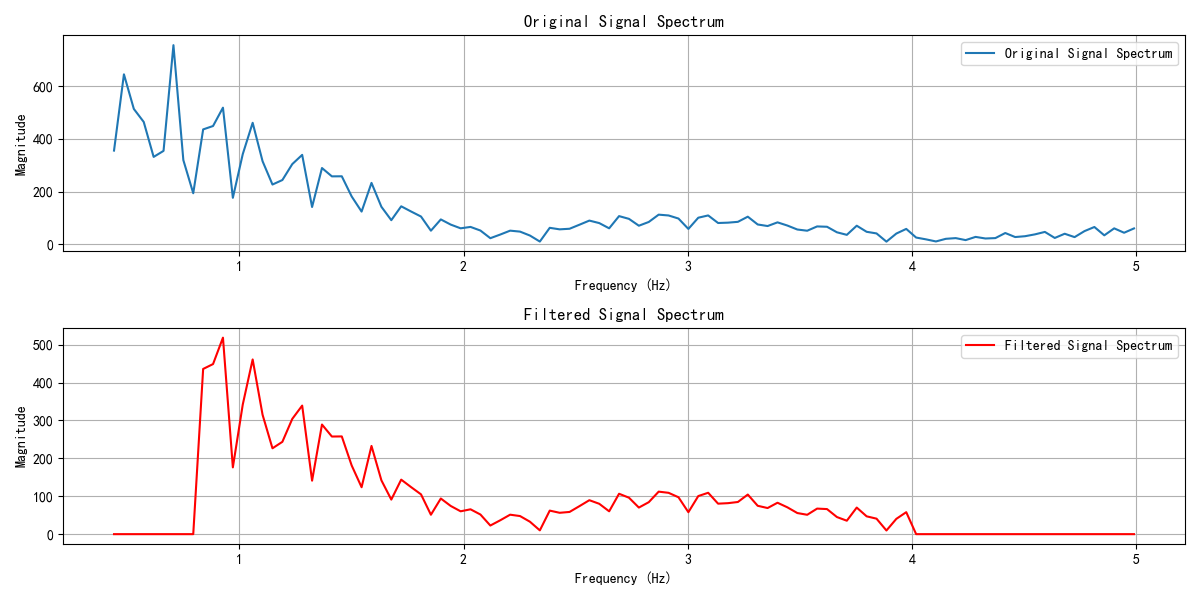 Original Signal Spectrum
Original Signal Spectrum
Magnitude
600
400
200
0
1
2
3
4
5
Frequency (Hz)
Filtered Signal Spectrum
Filtered Signal Spectrum
Magnitude
500
400
300
200
100
0
1
2
3
4
5
Frequency (Hz)